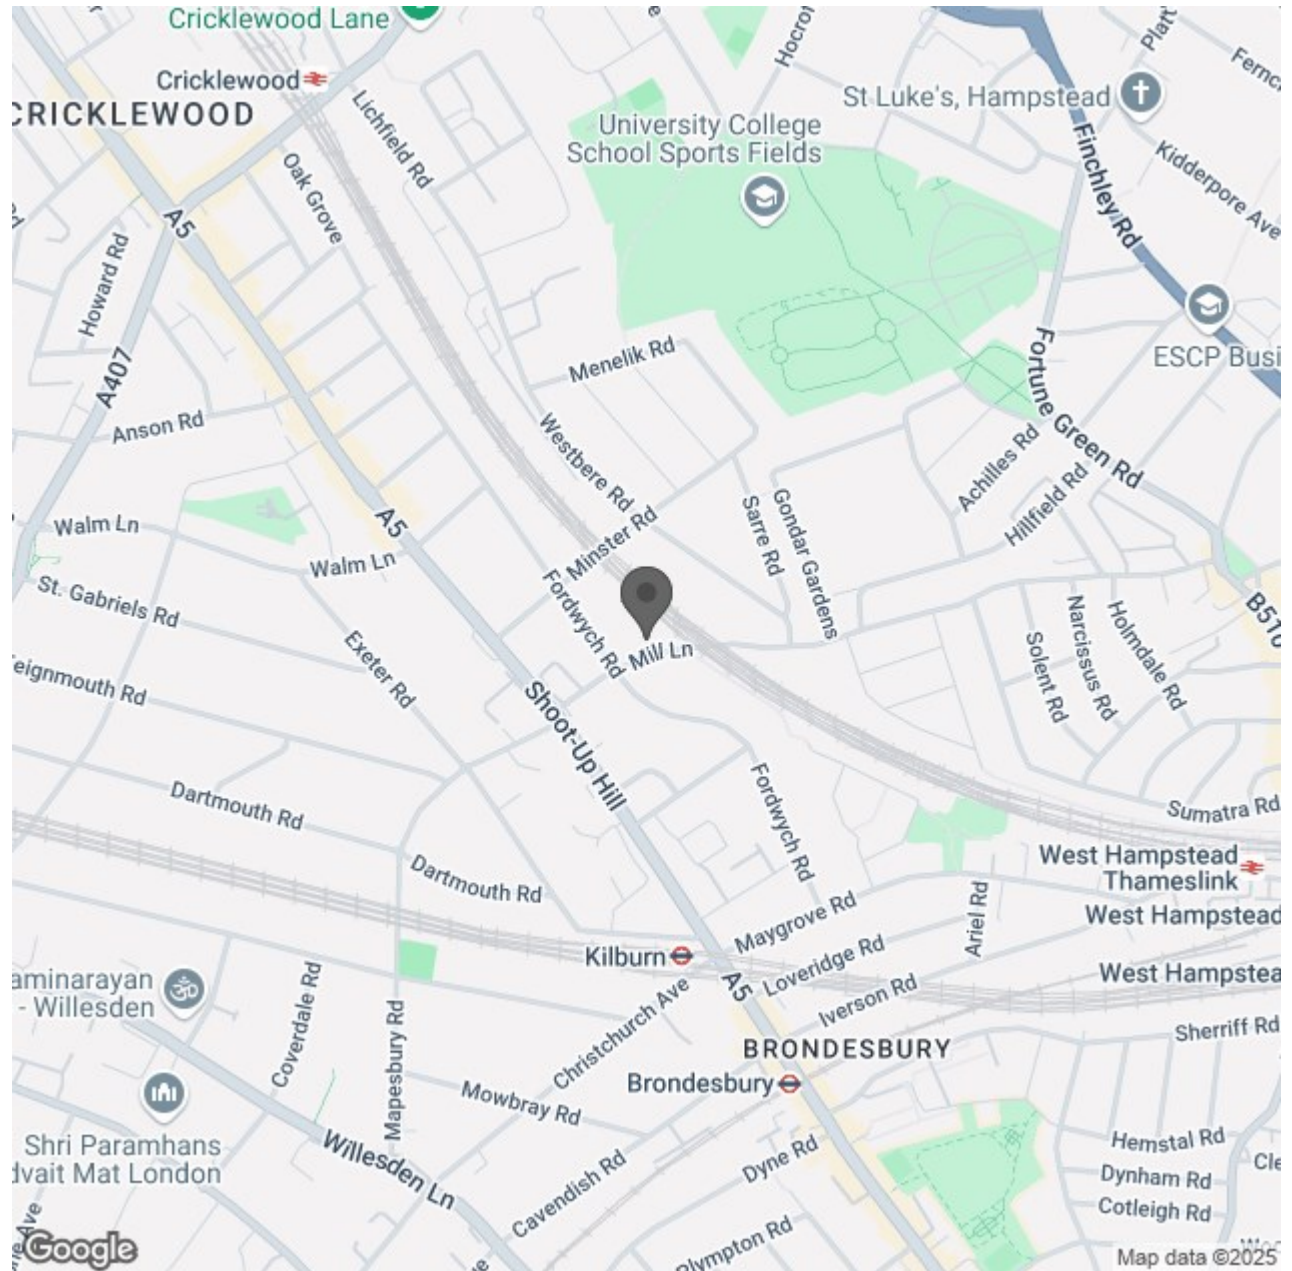 Cricklewood Lane
Cricklewood
CRICKLEWOOD
Lichfield Rd
Oak Grove
Howard Rd
A5
A407
Anson Rd
Platt
Hocrof
St Luke's, Hampstead
University College
School Sports Fields
Finchley Rd
Kidderpore Ave
Fernc
ESCP Busi
Menelik Rd
Fortune Green Rd
Westbere Rd
Achilles Rd
Hillfield Rd
Sarre Rd
Gondar Gardens
Minster Rd
A5
Walm Ln
Walm Ln
St. Gabriels Rd
Fordwych Rd
Mill Ln
Exeter Rd
eignmouth Rd
Shoot-Up Hill
Solent Rd
Narcissus Rd
Holmdale Rd
B510
Dartmouth Rd
Dartmouth Rd
Fordwych Rd
Sumatra Rd
West Hampstead
Thameslink
West Hampstead
West Hampstea
Maygrove Rd
Ariel Rd
Kilburn
Loveridge Rd
A5
Iverson Rd
aminarayan
- Willesden
Coverdale Rd
Mapesbury Rd
Christchurch Ave
BRONDESBURY
Sherriff Rd
Brondesbury
Mowbray Rd
Shri Paramhans
dvait Mat London
Willesden Ln
Cavendish Rd
Dyne Rd
Hemstal Rd
Dynham Rd
Cle
Cotleigh Rd
Plympton Rd
Google
Map data ©2025